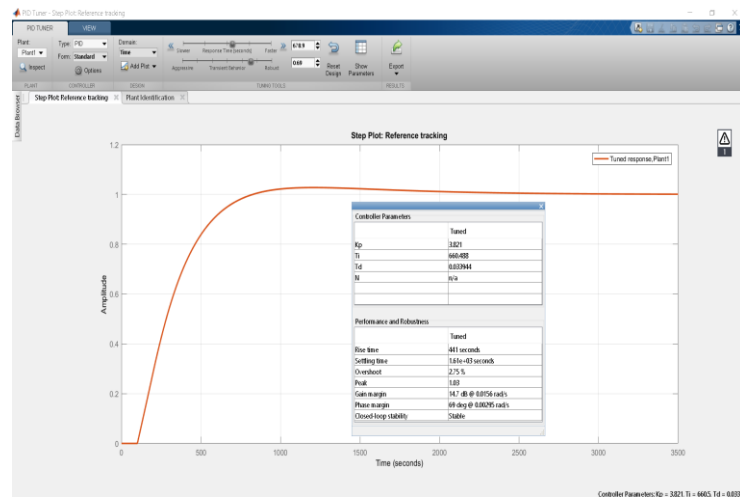 PID Tuner - Step Plot: Reference tracking
PID TUNER
VIEW
Plant:
Plant1
Inspect
Type: PID
Form: Standard
Options
Domain:
Time
Add Plot
Slower
Response Time (seconds)
Faster
678.9
Aggressive
Transient Behavior
Robust
0.69
Reset Design
Show Parameters
Export
PLANT
CONTROLLER
DESIGN
TUNING TOOLS
RESULTS
Data Browser
Step Plot: Reference tracking
Plant Identification
Step Plot: Reference tracking
Tuned response, Plant1
1
1.2
1
0.8
0.6
0.4
0.2
0
Amplitude
0
500
1000
1500
2000
2500
3000
3500
Time (seconds)
Controller Parameters
Tuned
Kp 3.821
Ti 660.488
Td 0.033944
N n/a
Performance and Robustness
Tuned
Rise time 441 seconds
Settling time 1.61e+03 seconds
Overshoot 2.75 %
Peak 1.03
Gain margin 14.7 dB @ 0.0156 rad/s
Phase margin 69 deg @ 0.00295 rad/s
Closed-loop stability Stable
Controller Parameters: Kp = 3.821, Ti = 660.5, Td = 0.033